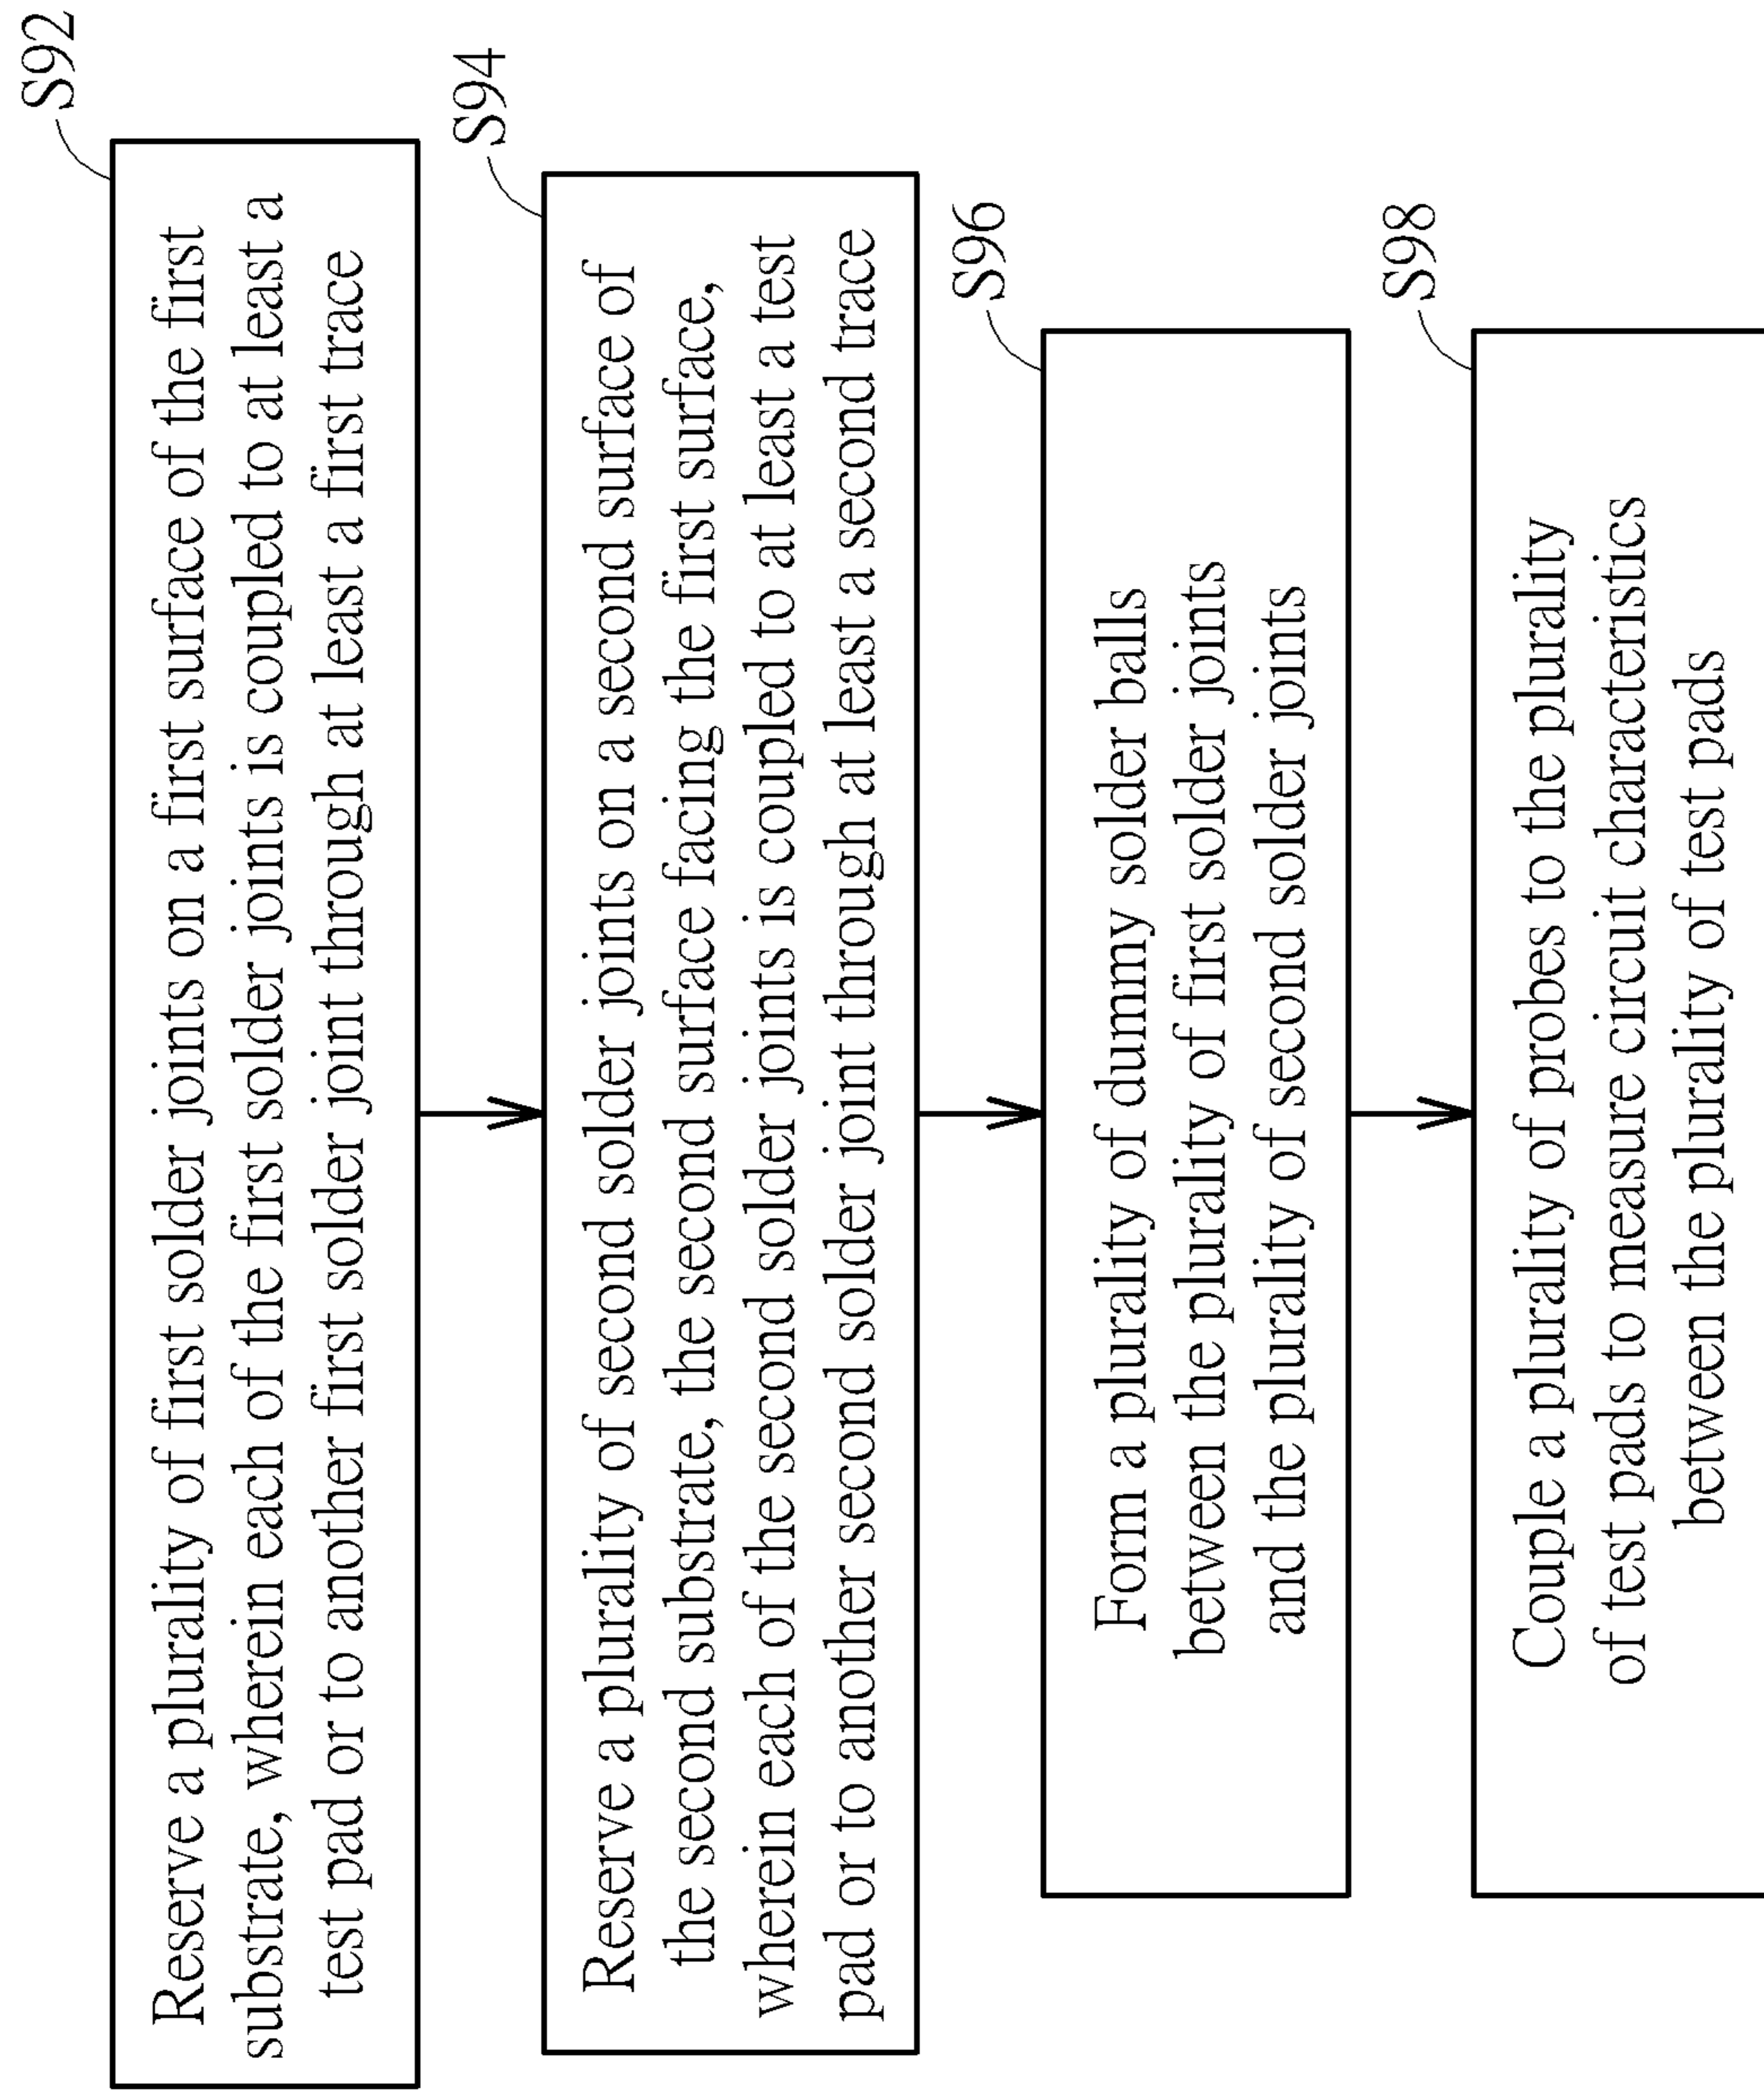 S92
Reserve a plurality of first solder joints on a first surface of the first
substrate, wherein each of the first solder joints is coupled to at least a
test pad or to another first solder joint through at least a first trace
S94
Reserve a plurality of second solder joints on a second surface of
the second substrate, the second surface facing the first surface,
wherein each of the second solder joints is coupled to at least a test
pad or to another second solder joint through at least a second trace
S96
Form a plurality of dummy solder balls
between the plurality of first solder joints
and the plurality of second solder joints
S98
Couple a plurality of probes to the plurality
of test pads to measure circuit characteristics
between the plurality of test pads